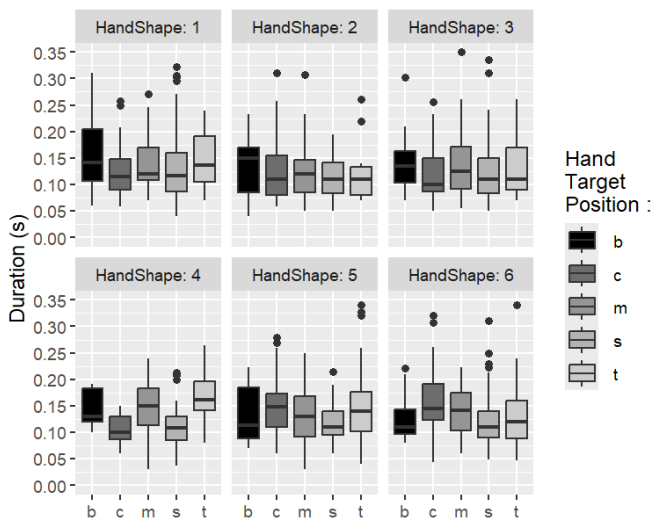 HandShape: 1
HandShape: 2
HandShape: 3
0.35
0.30
0.25
0.20
0.15
0.10
0.05
0.00
Duration (s)
HandShape: 4
HandShape: 5
HandShape: 6
0.35
0.30
0.25
0.20
0.15
0.10
0.05
0.00
b c m s t
b c m s t
b c m s t
Hand
Target
Position :
b
c
m
s
t